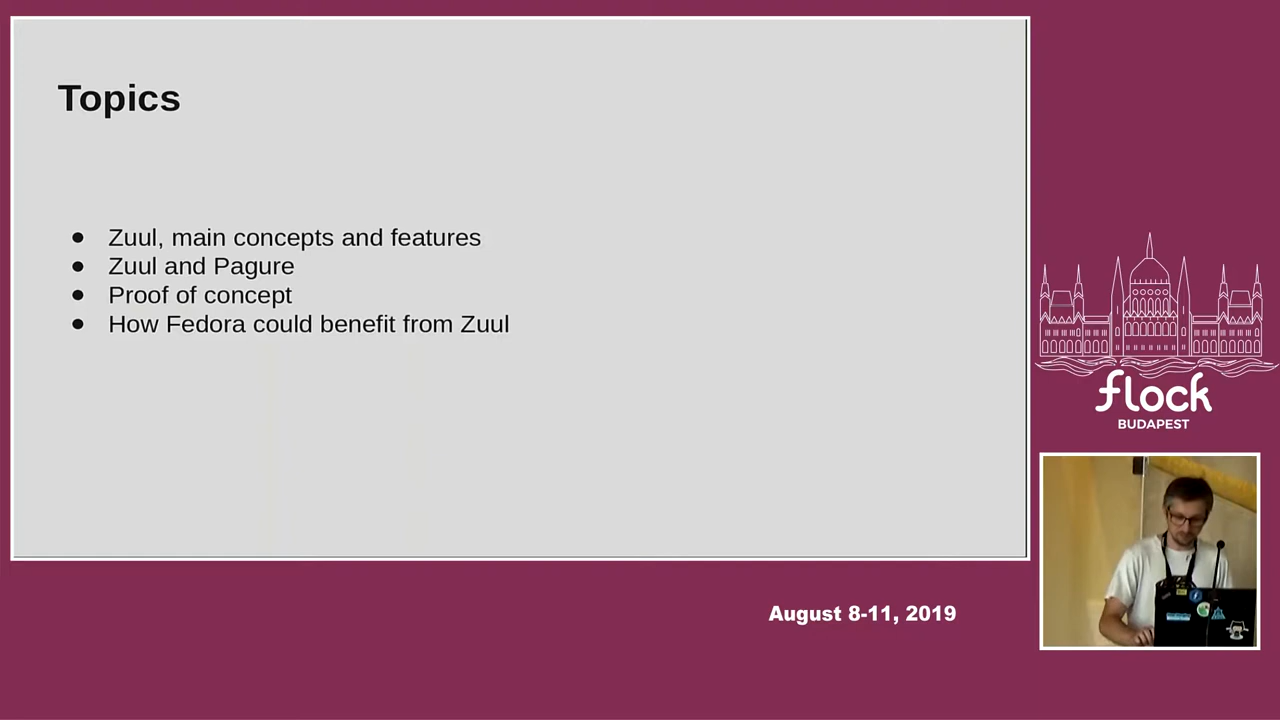 Topics
● Zuul, main concepts and features
● Zuul and Pagure
● Proof of concept
● How Fedora could benefit from Zuul
flock
BUDAPEST
August 8-11, 2019